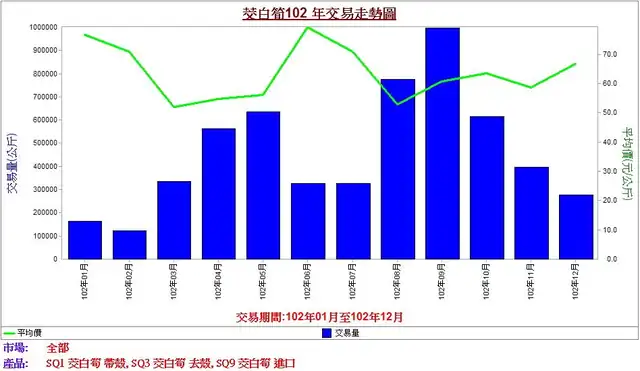 茭白筍102 年交易走勢圖
交易量(公斤)
1000000
900000
800000
700000
600000
500000
400000
300000
200000
100000
0
平均價(元/公斤)
70.0
60.0
50.0
40.0
30.0
20.0
10.0
0.0
102年01月
102年02月
102年03月
102年04月
102年05月
102年06月
102年07月
102年08月
102年09月
102年10月
102年11月
102年12月
交易期間:102年01月至102年12月
平均價 交易量
市場: 全部
產品: SQ1 茭白筍 帶殼, SQ3 茭白筍 去殼, SQ9 茭白筍 進口